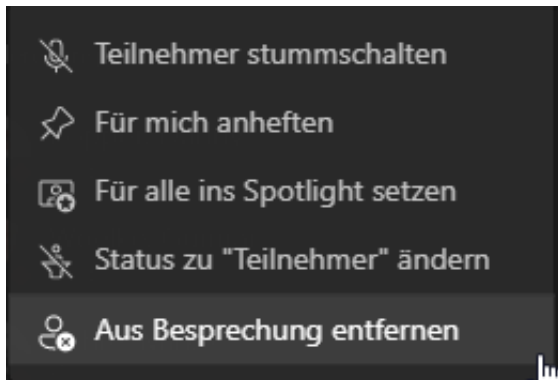 Teilnehmer stummschalten
Für mich anheften
Für alle ins Spotlight setzen
Status zu "Teilnehmer" ändern
Aus Besprechung entfernen